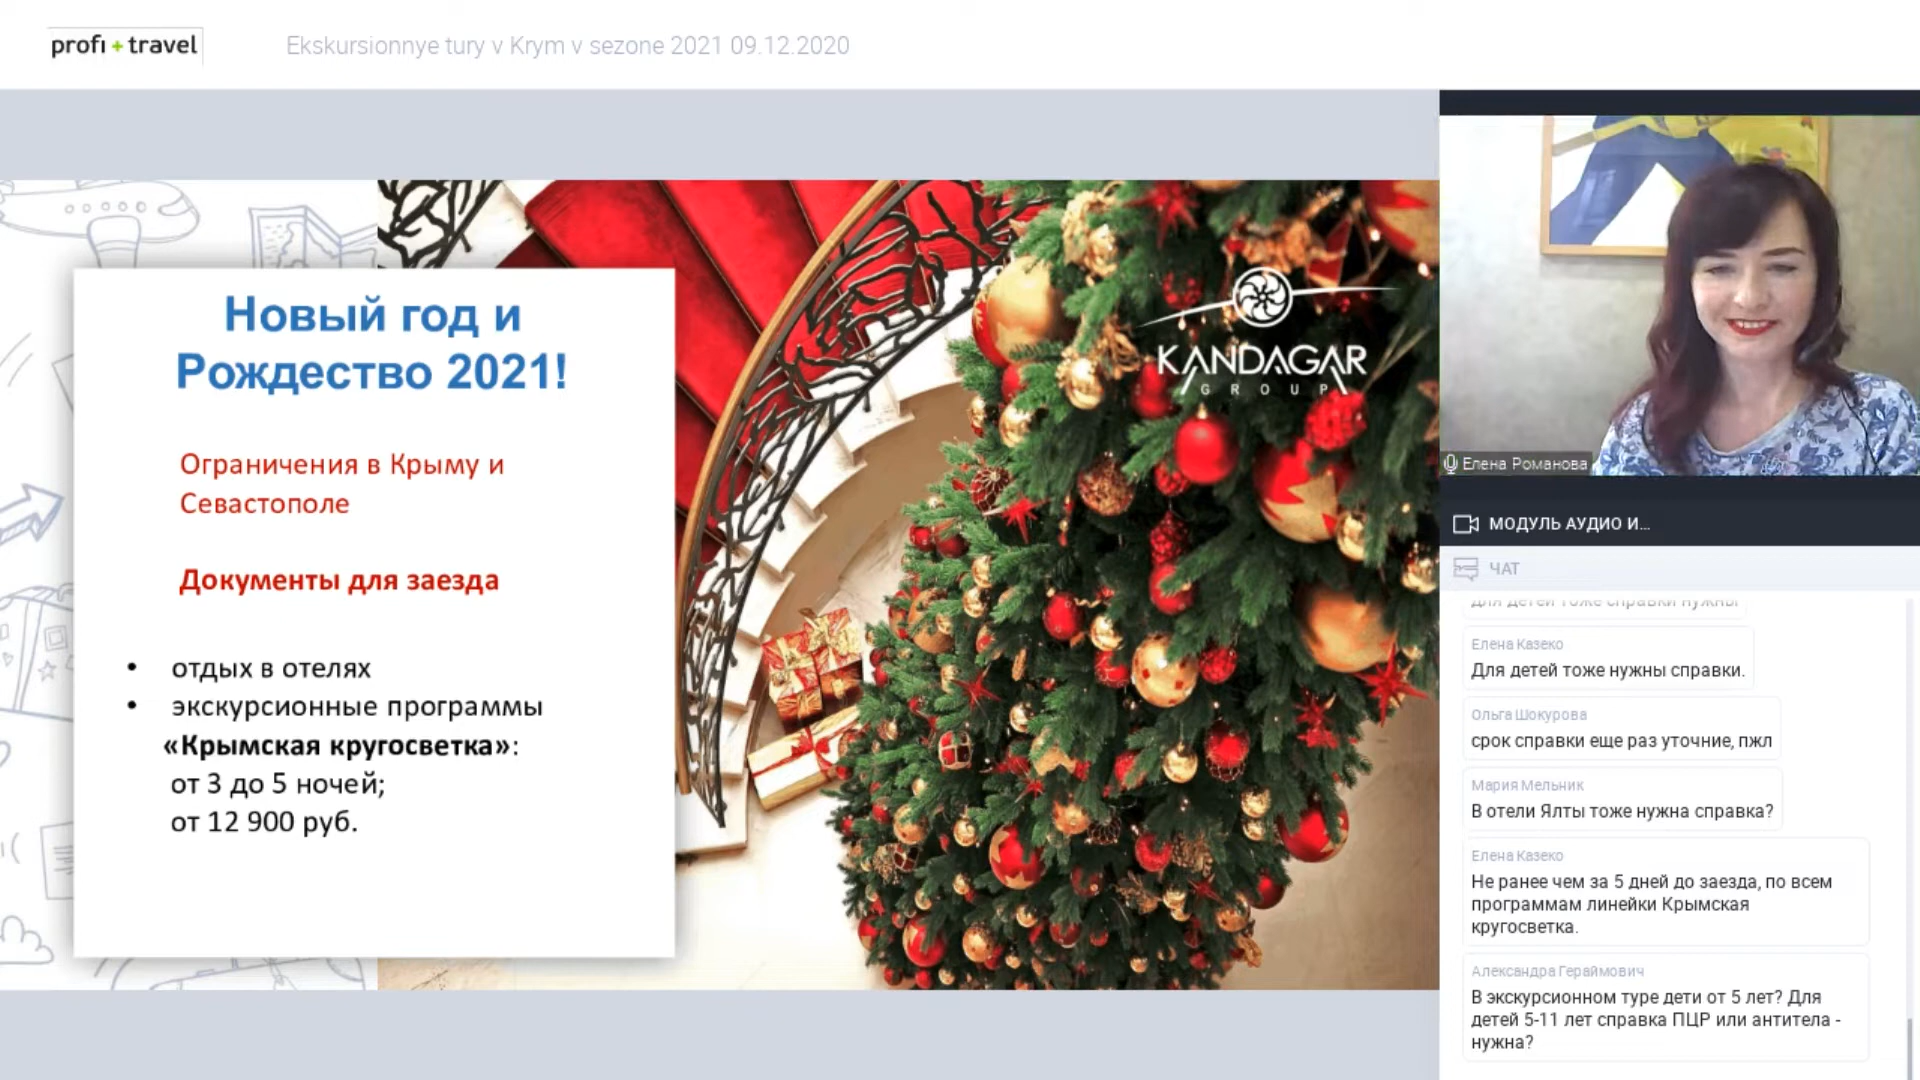 profi + travel
Ekskursionnye tury v Krym v sezone 2021 09.12.2020
Новый год и
Рождество 2021!
Ограничения в Крыму и
Севастополе
Документы для заезда
• отдых в отелях
• экскурсионные программы
«Крымская кругосветка»:
от 3 до 5 ночей;
от 12 900 руб.
KANDAGAR
GROUP
Елена Романова
МОДУЛЬ АУДИО И...
ЧАТ
для детей тоже справки нужны
Елена Казеко
Для детей тоже нужны справки.
Ольга Шокурова
срок справки еще раз уточние, пжл
Мария Мельник
В отели Ялты тоже нужна справка?
Елена Казеко
Не ранее чем за 5 дней до заезда, по всем
программам линейки Крымская
кругосветка.
Александра Гераймович
В экскурсионном туре дети от 5 лет? Для
детей 5-11 лет справка ПЦР или антитела -
нужна?